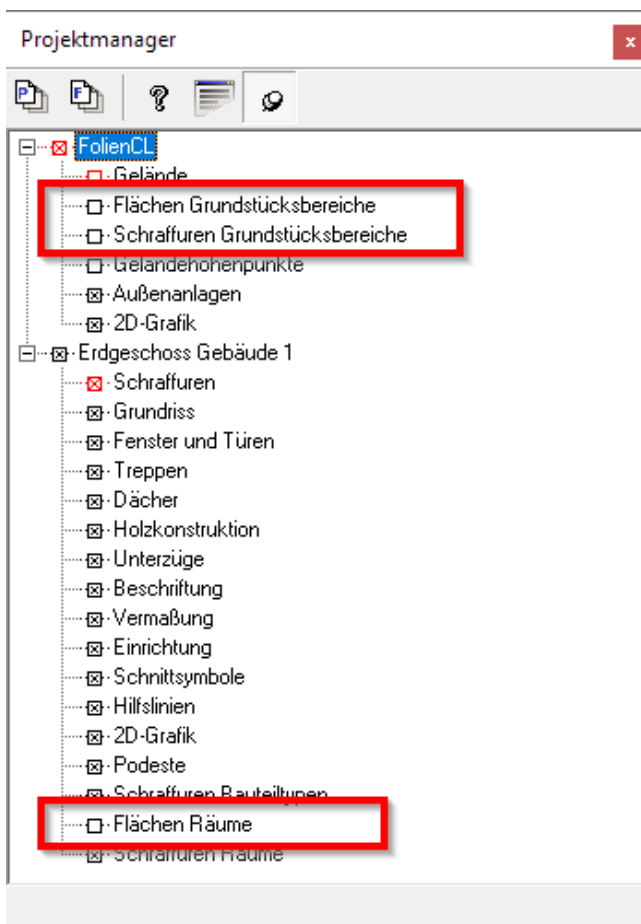 Projektmanager
x
P F ?
FolienCL
Gelände
Flächen Grundstücksbereiche
Schraffuren Grundstücksbereiche
Geländehöhenpunkte
Außenanlagen
2D-Grafik
Erdgeschoss Gebäude 1
Schraffuren
Grundriss
Fenster und Türen
Treppen
Dächer
Holzkonstruktion
Unterzüge
Beschriftung
Vermaßung
Einrichtung
Schnittsymbole
Hilfslinien
2D-Grafik
Podeste
Schraffuren Bauteiltypen
Flächen Räume
Schraffuren Räume